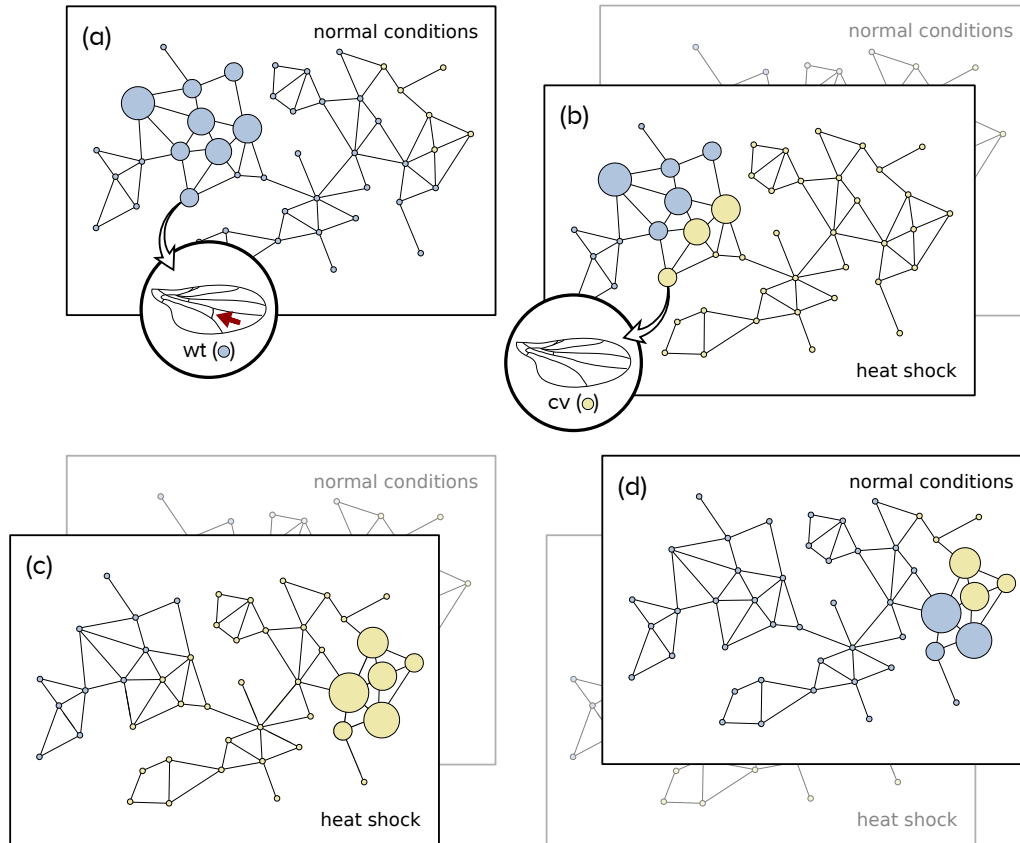 (a)
normal conditions
wt ( )
normal conditions
(b)
heat shock
cv ( )
normal conditions
(c)
heat shock
(d)
normal conditions
heat shock